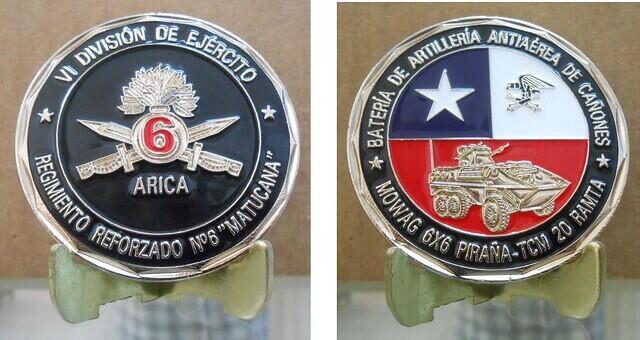 VI DIVISIÓN DE EJÉRCITO
6
ARICA
REGIMIENTO REFORZADO Nº6 "MATUCANA"
BATERÍA DE ARTILLERÍA ANTIAÉREA DE CAÑONES
MOWAG 6X6 PIRAÑA-TCM 20 RAMTA